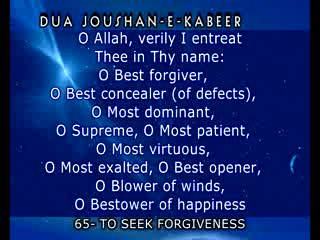 DUA JOUSHAN-E-KABEER
O Allah, verily I entreat
Thee in Thy name:
O Best forgiver,
O Best concealer (of defects),
O Most dominant,
O Supreme, O Most patient,
O Most virtuous,
O Most exalted, O Best opener,
O Blower of winds,
O Bestower of happiness
65- TO SEEK FORGIVENESS